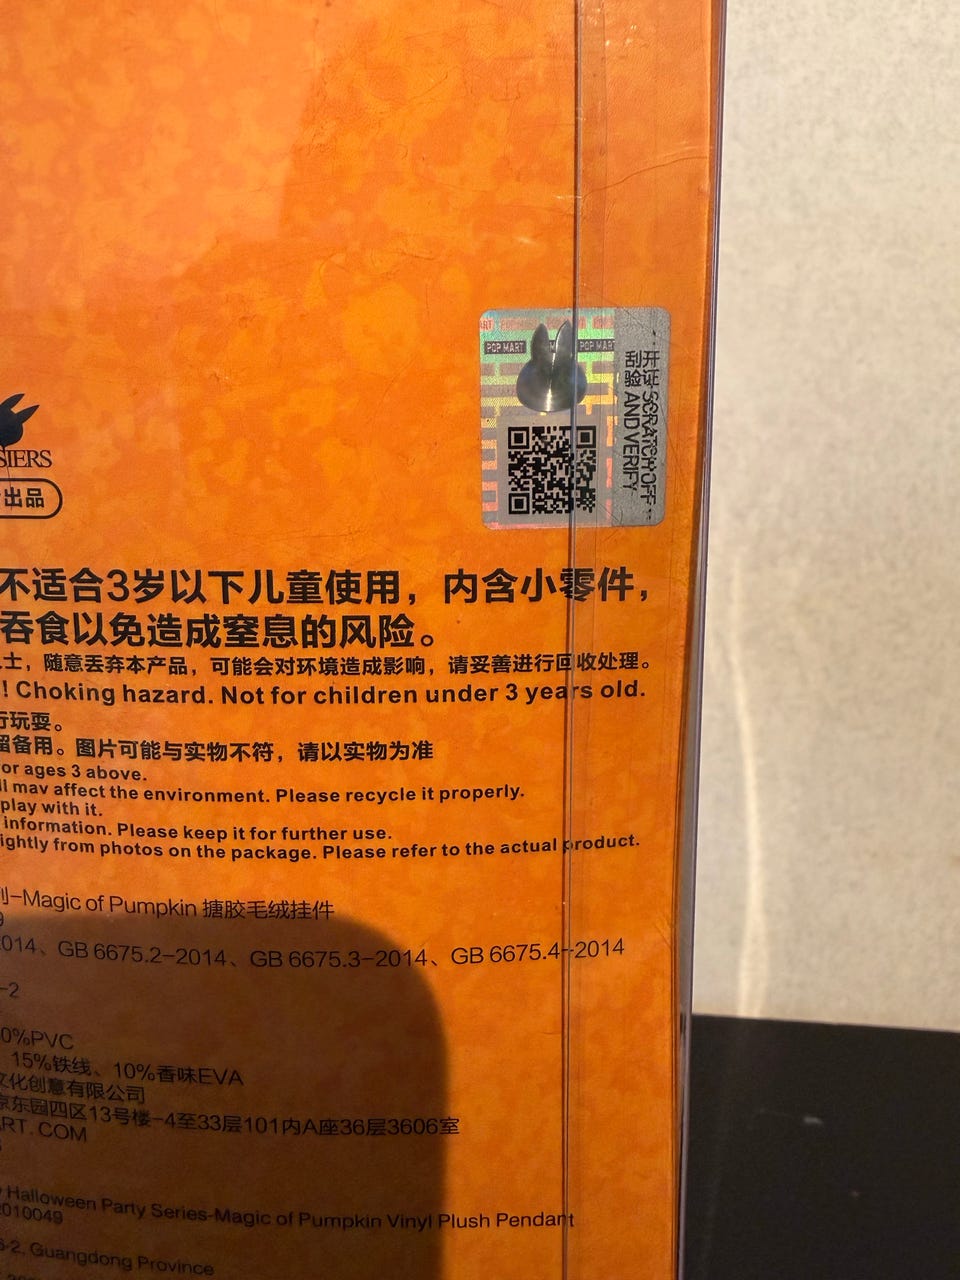 POP MART
POP MART
刮开
验证 SCRATCH OFF
AND VERIFY
出品
不适合3岁以下儿童使用，内含小零件，
吞食以免造成窒息的风险。
士，随意丢弃本产品，可能会对环境造成影响，请妥善进行回收处理。
! Choking hazard. Not for children under 3 years old.
行玩耍。
留备用。图片可能与实物不符，请以实物为准
or ages 3 above.
ll mav affect the environment. Please recycle it properly.
play with it.
information. Please keep it for further use.
ightly from photos on the package. Please refer to the actual product.
列-Magic of Pumpkin 搪胶毛绒挂件
9
014、GB 6675.2-2014、GB 6675.3-2014、GB 6675.4-2014
-2
0%PVC
15%铁线、10%香味EVA
文化创意有限公司
京东园四区13号楼-4至33层101内A座36层3606室
ART.COM
Halloween Party Series-Magic of Pumpkin Vinyl Plush Pendant
2010049
6-2, Guangdong Province